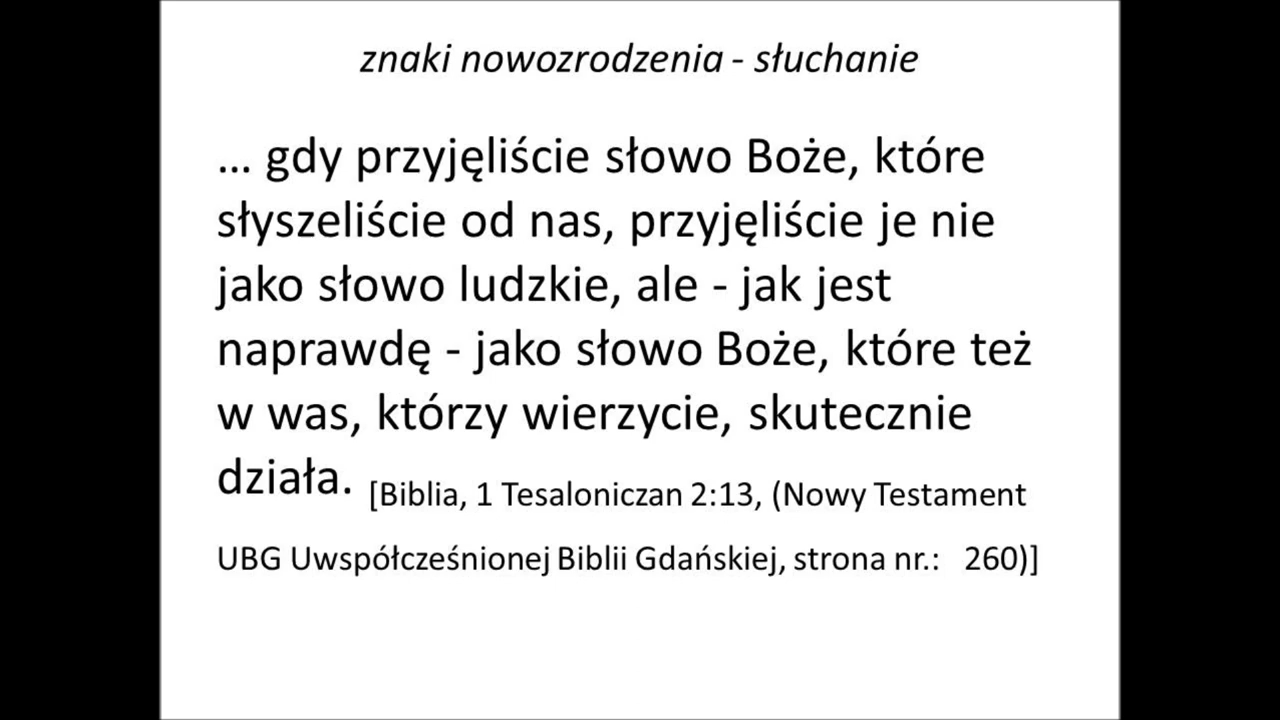 znaki nowozrodzenia - słuchanie
... gdy przyjęliście słowo Boże, które
słyszeliście od nas, przyjęliście je nie
jako słowo ludzkie, ale - jak jest
naprawdę - jako słowo Boże, które też
w was, którzy wierzycie, skutecznie
działa. [Biblia, 1 Tesaloniczan 2:13, (Nowy Testament
UBG Uwspółcześnionej Biblii Gdańskiej, strona nr.: 260)]